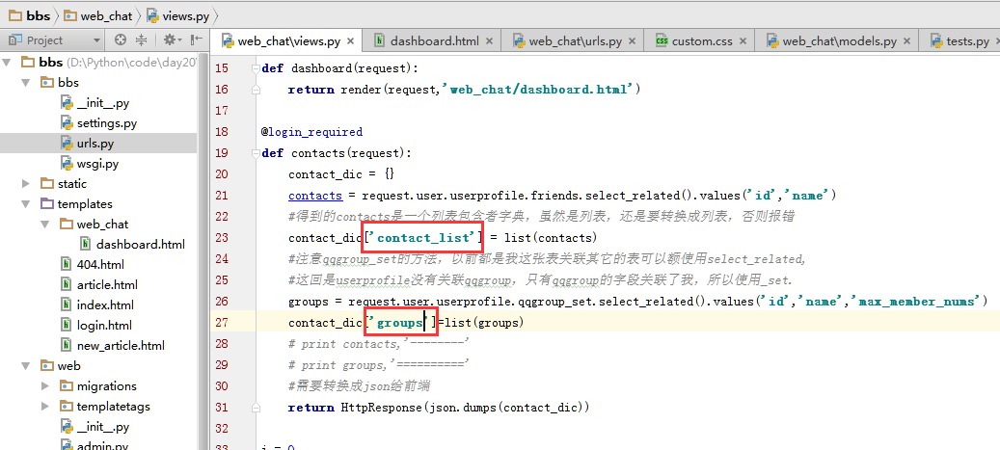 bbs web_chat views.py
Project
web_chat\views.py × dashboard.html × web_chat\urls.py × custom.css × web_chat\models.py × tests.py
bbs (D:\Python\code\day20
bbs
__init__.py
settings.py
urls.py
wsgi.py
static
templates
web_chat
dashboard.html
404.html
article.html
index.html
login.html
new_article.html
web
migrations
templatetags
__init__.py
admin.py
15 def dashboard(request):
16 return render(request,'web_chat/dashboard.html')
17
18 @login_required
19 def contacts(request):
20 contact_dic = {}
21 contacts = request.user.userprofile.friends.select_related().values('id','name')
22 #得到的contacts是一个列表包含者字典，虽然是列表，还是要转换成列表，否则报错
23 contact_dic['contact_list'] = list(contacts)
24 #注意qqgroup_set的方法，以前都是我这张表关联其它的表可以额使用select_related,
25 #这回是userprofile没有关联qqgroup，只有qqgroup的字段关联了我，所以使用_set.
26 groups = request.user.userprofile.qqgroup_set.select_related().values('id','name','max_member_nums')
27 contact_dic['groups']=list(groups)
28 # print contacts,'========'
29 # print groups,'=========='
30 #需要转换成json给前端
31 return HttpResponse(json.dumps(contact_dic))
32